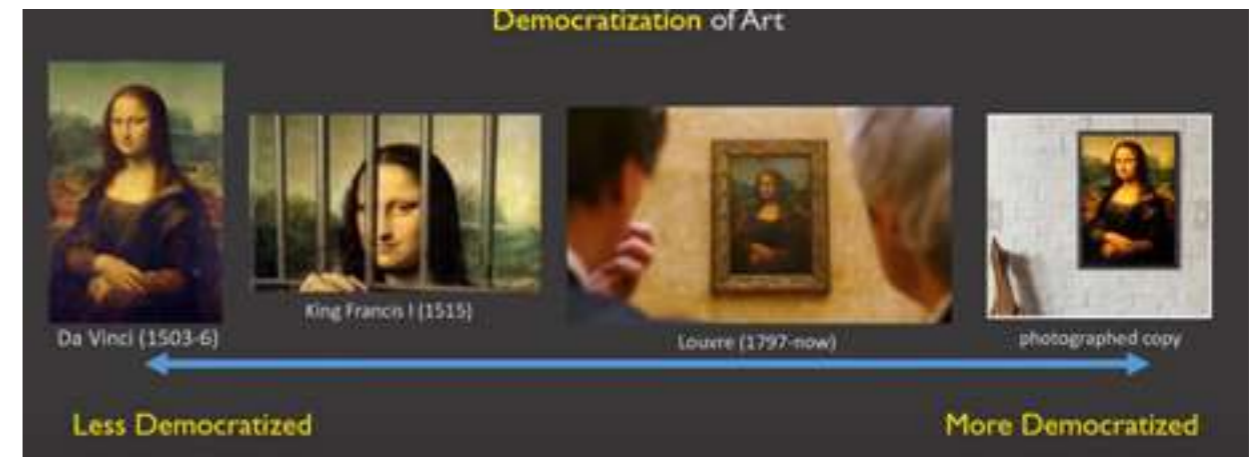 Democratization of Art
Da Vinci (1503-6)
King Francis I (1515)
Louvre (1797-now)
photographed copy
Less Democratized
More Democratized